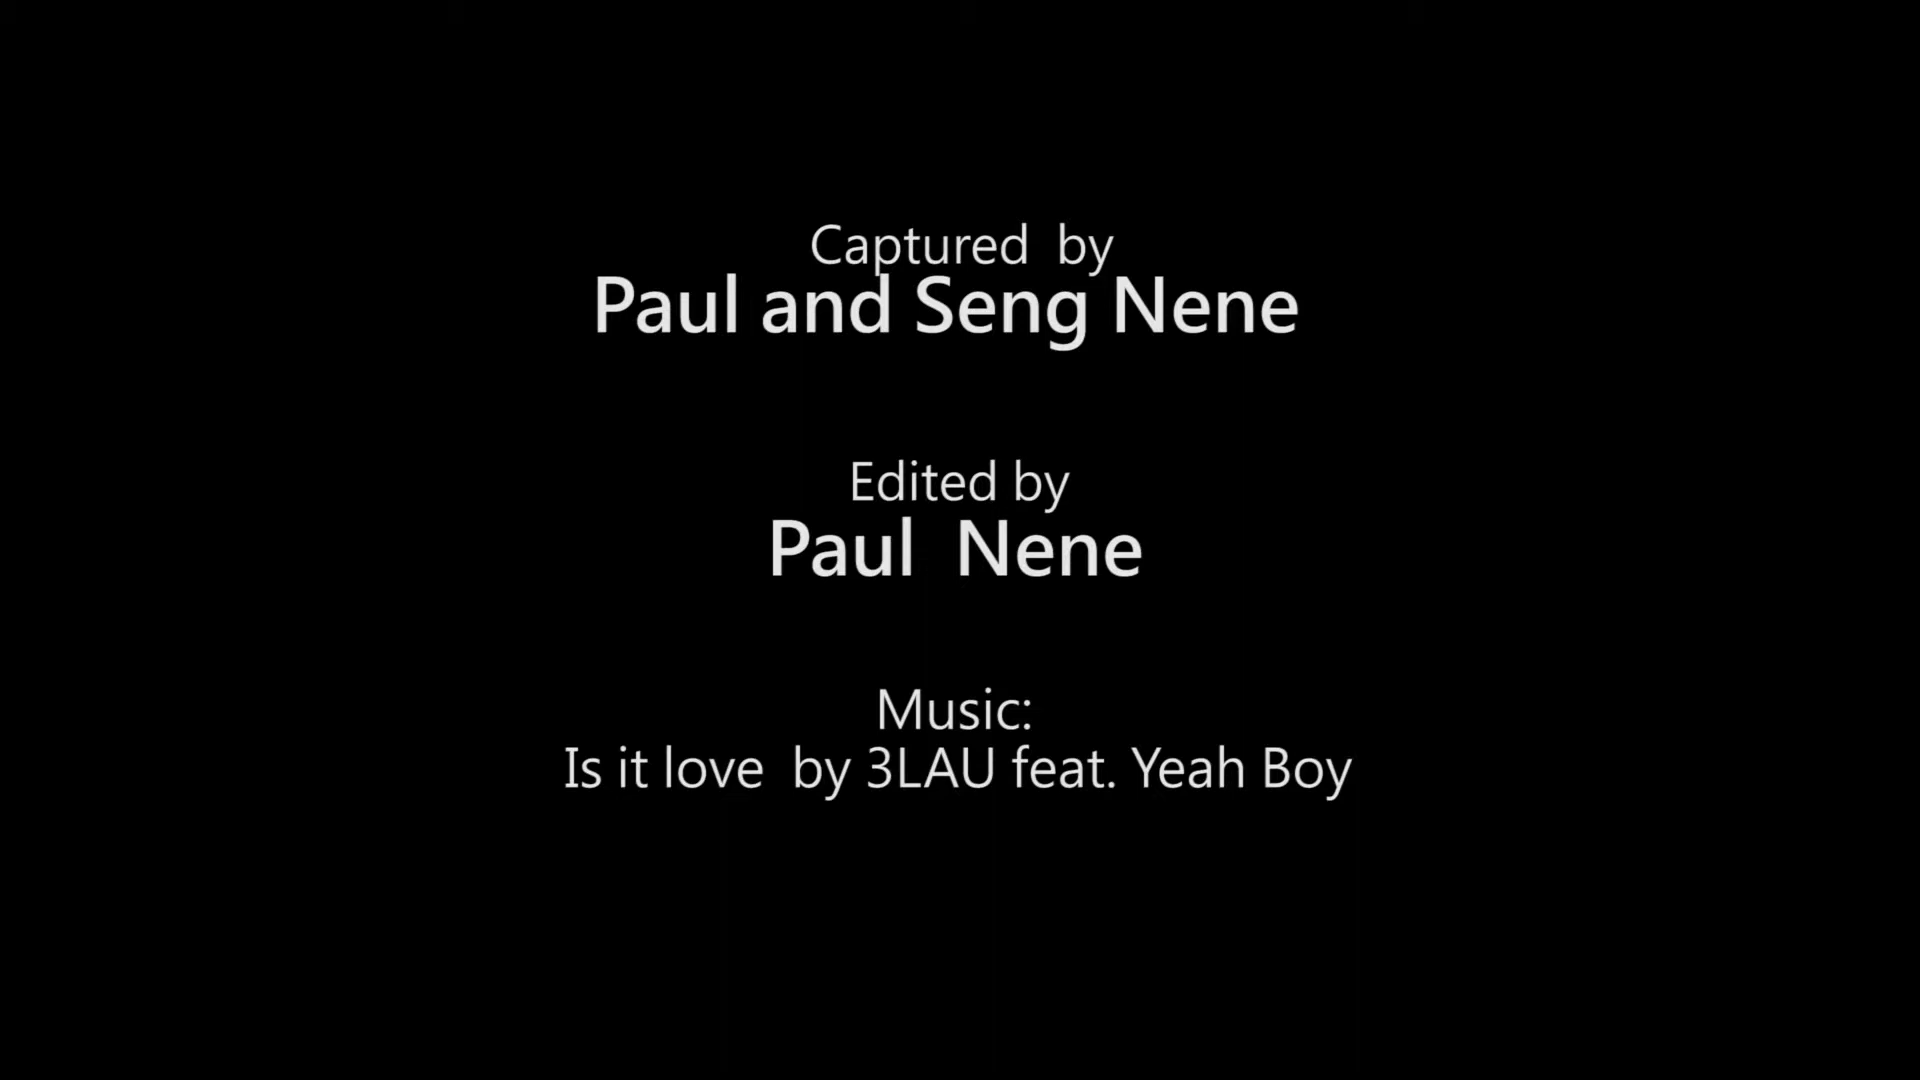 Captured by
Paul and Seng Nene
Edited by
Paul Nene
Music:
Is it love by 3LAU feat. Yeah Boy